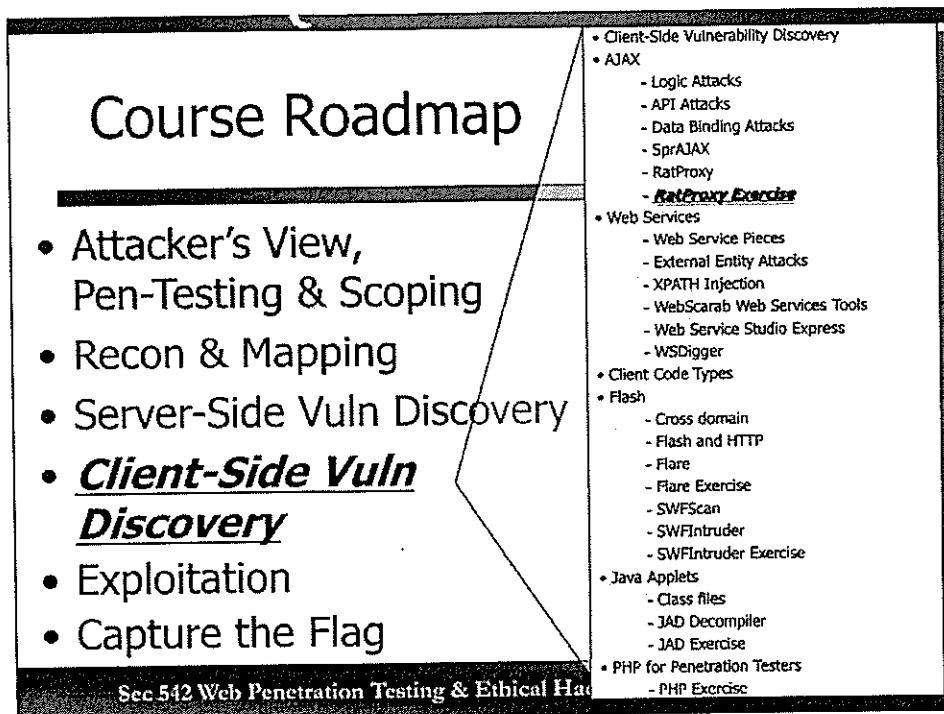 Course Roadmap
• Attacker's View,
Pen-Testing & Scoping
• Recon & Mapping
• Server-Side Vuln Discovery
• Client-Side Vuln
Discovery
• Exploitation
• Capture the Flag
• Client-Side Vulnerability Discovery
• AJAX
- Logic Attacks
- API Attacks
- Data Binding Attacks
- SprAJAX
- RatProxy
- RatProxy Exercise
• Web Services
- Web Service Pieces
- External Entity Attacks
- XPATH Injection
- WebScarab Web Services Tools
- Web Service Studio Express
- WSDigger
• Client Code Types
• Flash
- Cross domain
- Flash and HTTP
- Flare
- Flare Exercise
- SWFScan
- SWFIntruder
- SWFIntruder Exercise
• Java Applets
- Class files
- JAD Decompiler
- JAD Exercise
• PHP for Penetration Testers
- PHP Exercise
Sec 542 Web Penetration Testing & Ethical Hac